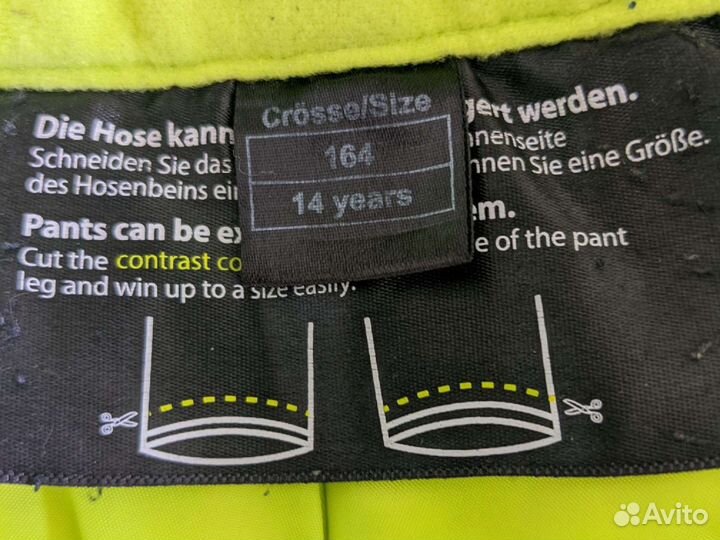 Crösse/Size
164
14 years
Die Hose kann gert werden.
Schneiden Sie das nnenseite
des Hosenbeins ein nnen Sie eine Größe.
Pants can be ex em.
Cut the contrast co e of the pant
leg and win up to a size easily.
Avito